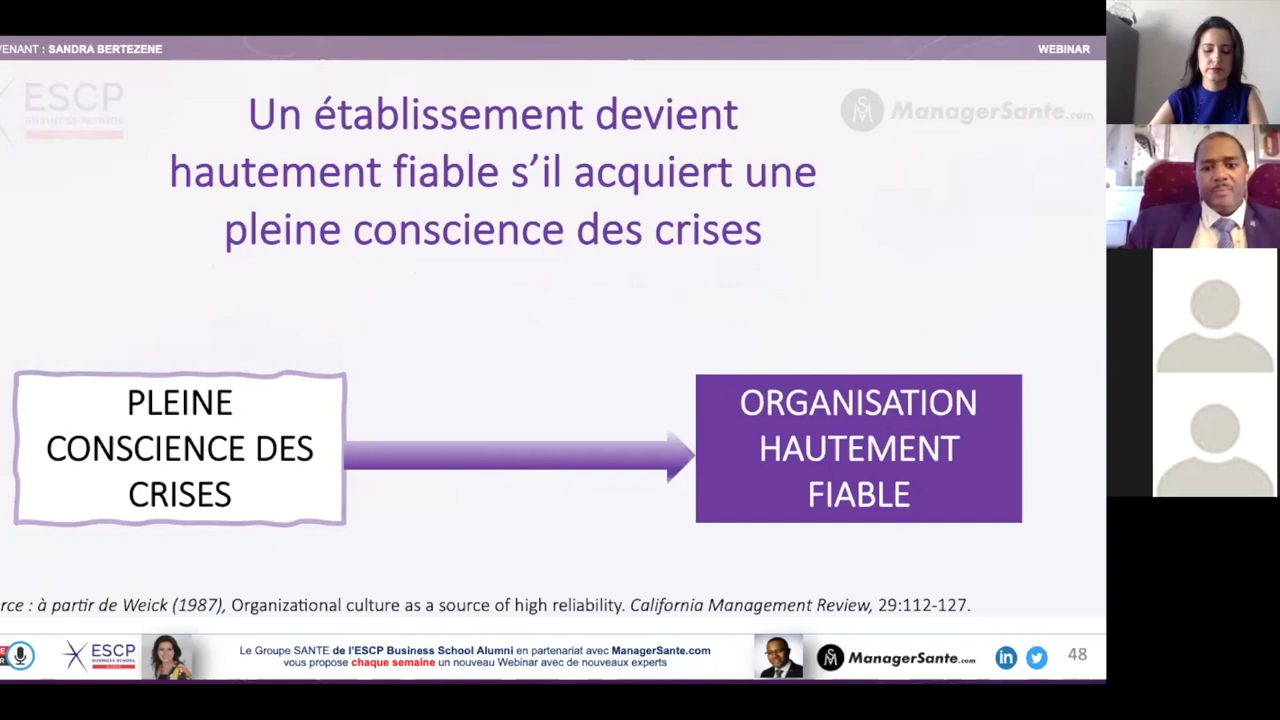 VENANT : SANDRA BERTEZENE
WEBINAR
ESCP
ManagerSante.com
Un établissement devient
hautement fiable s’il acquiert une
pleine conscience des crises
PLEINE
CONSCIENCE DES
CRISES
ORGANISATION
HAUTEMENT
FIABLE
rce : à partir de Weick (1987), Organizational culture as a source of high reliability. California Management Review, 29:112-127.
ESCP
BUSINESS SCHOOL
Le Groupe SANTE de l’ESCP Business School Alumni en partenariat avec ManagerSante.com
vous propose chaque semaine un nouveau Webinar avec de nouveaux experts
ManagerSante.com
in
48